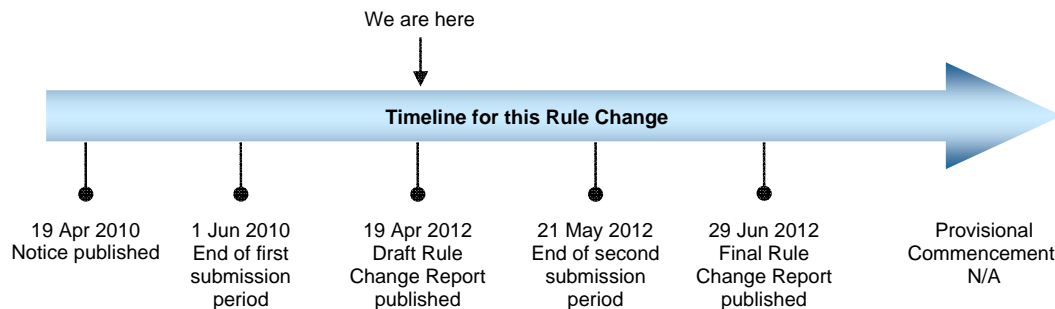 We are here
Timeline for this Rule Change
19 Apr 2010
Notice published
1 Jun 2010
End of first
submission
period
19 Apr 2012
Draft Rule
Change Report
published
21 May 2012
End of second
submission
period
29 Jun 2012
Final Rule
Change Report
published
Provisional
Commencement
N/A